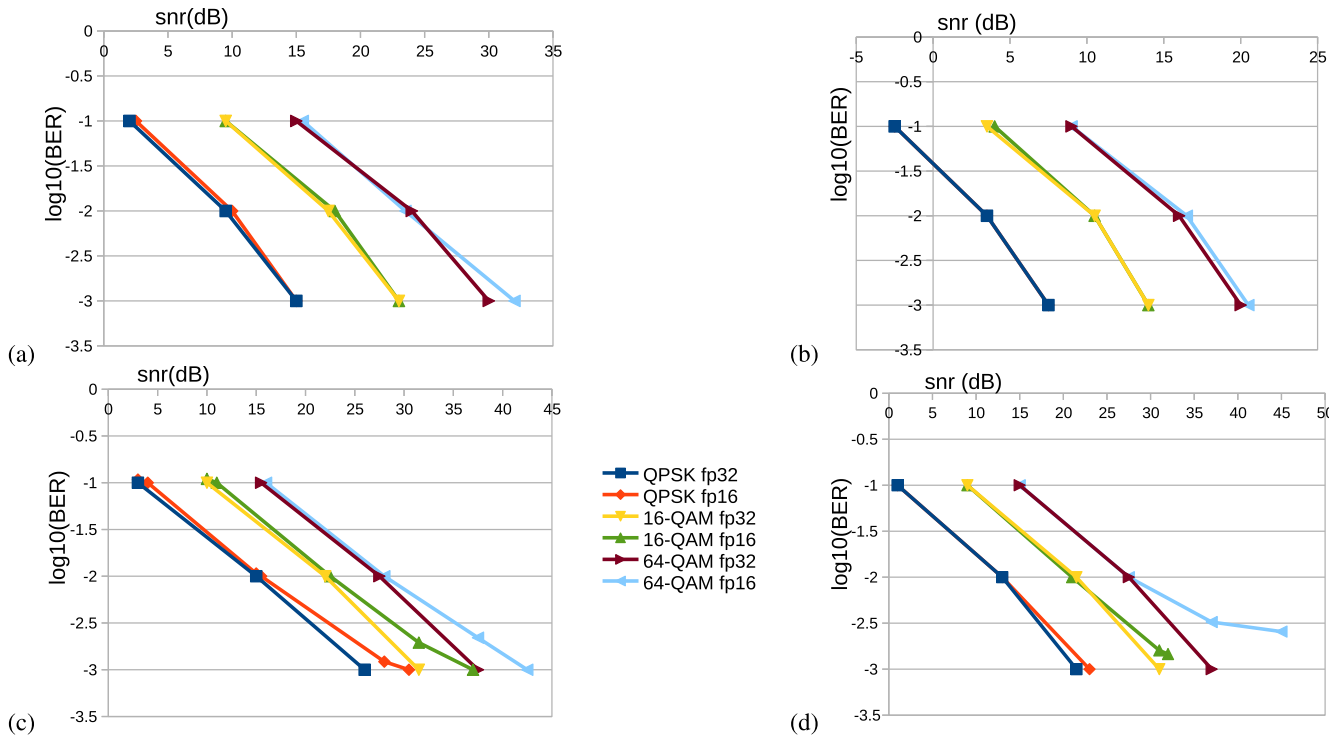 snr(dB)
0
0 5 10 15 20 25 30 35
-0.5
-1
-1.5
-2
-2.5
-3
-3.5
log10(BER)
(a)
snr (dB)
0
-5 0 5 10 15 20 25
-0.5
-1
-1.5
-2
-2.5
-3
-3.5
log10(BER)
(b)
snr(dB)
0
0 5 10 15 20 25 30 35 40 45
-0.5
-1
-1.5
-2
-2.5
-3
-3.5
log10(BER)
(c)
QPSK fp32
QPSK fp16
16-QAM fp32
16-QAM fp16
64-QAM fp32
64-QAM fp16
snr (dB)
0
0 5 10 15 20 25 30 35 40 45 50
-0.5
-1
-1.5
-2
-2.5
-3
-3.5
log10(BER)
(d)